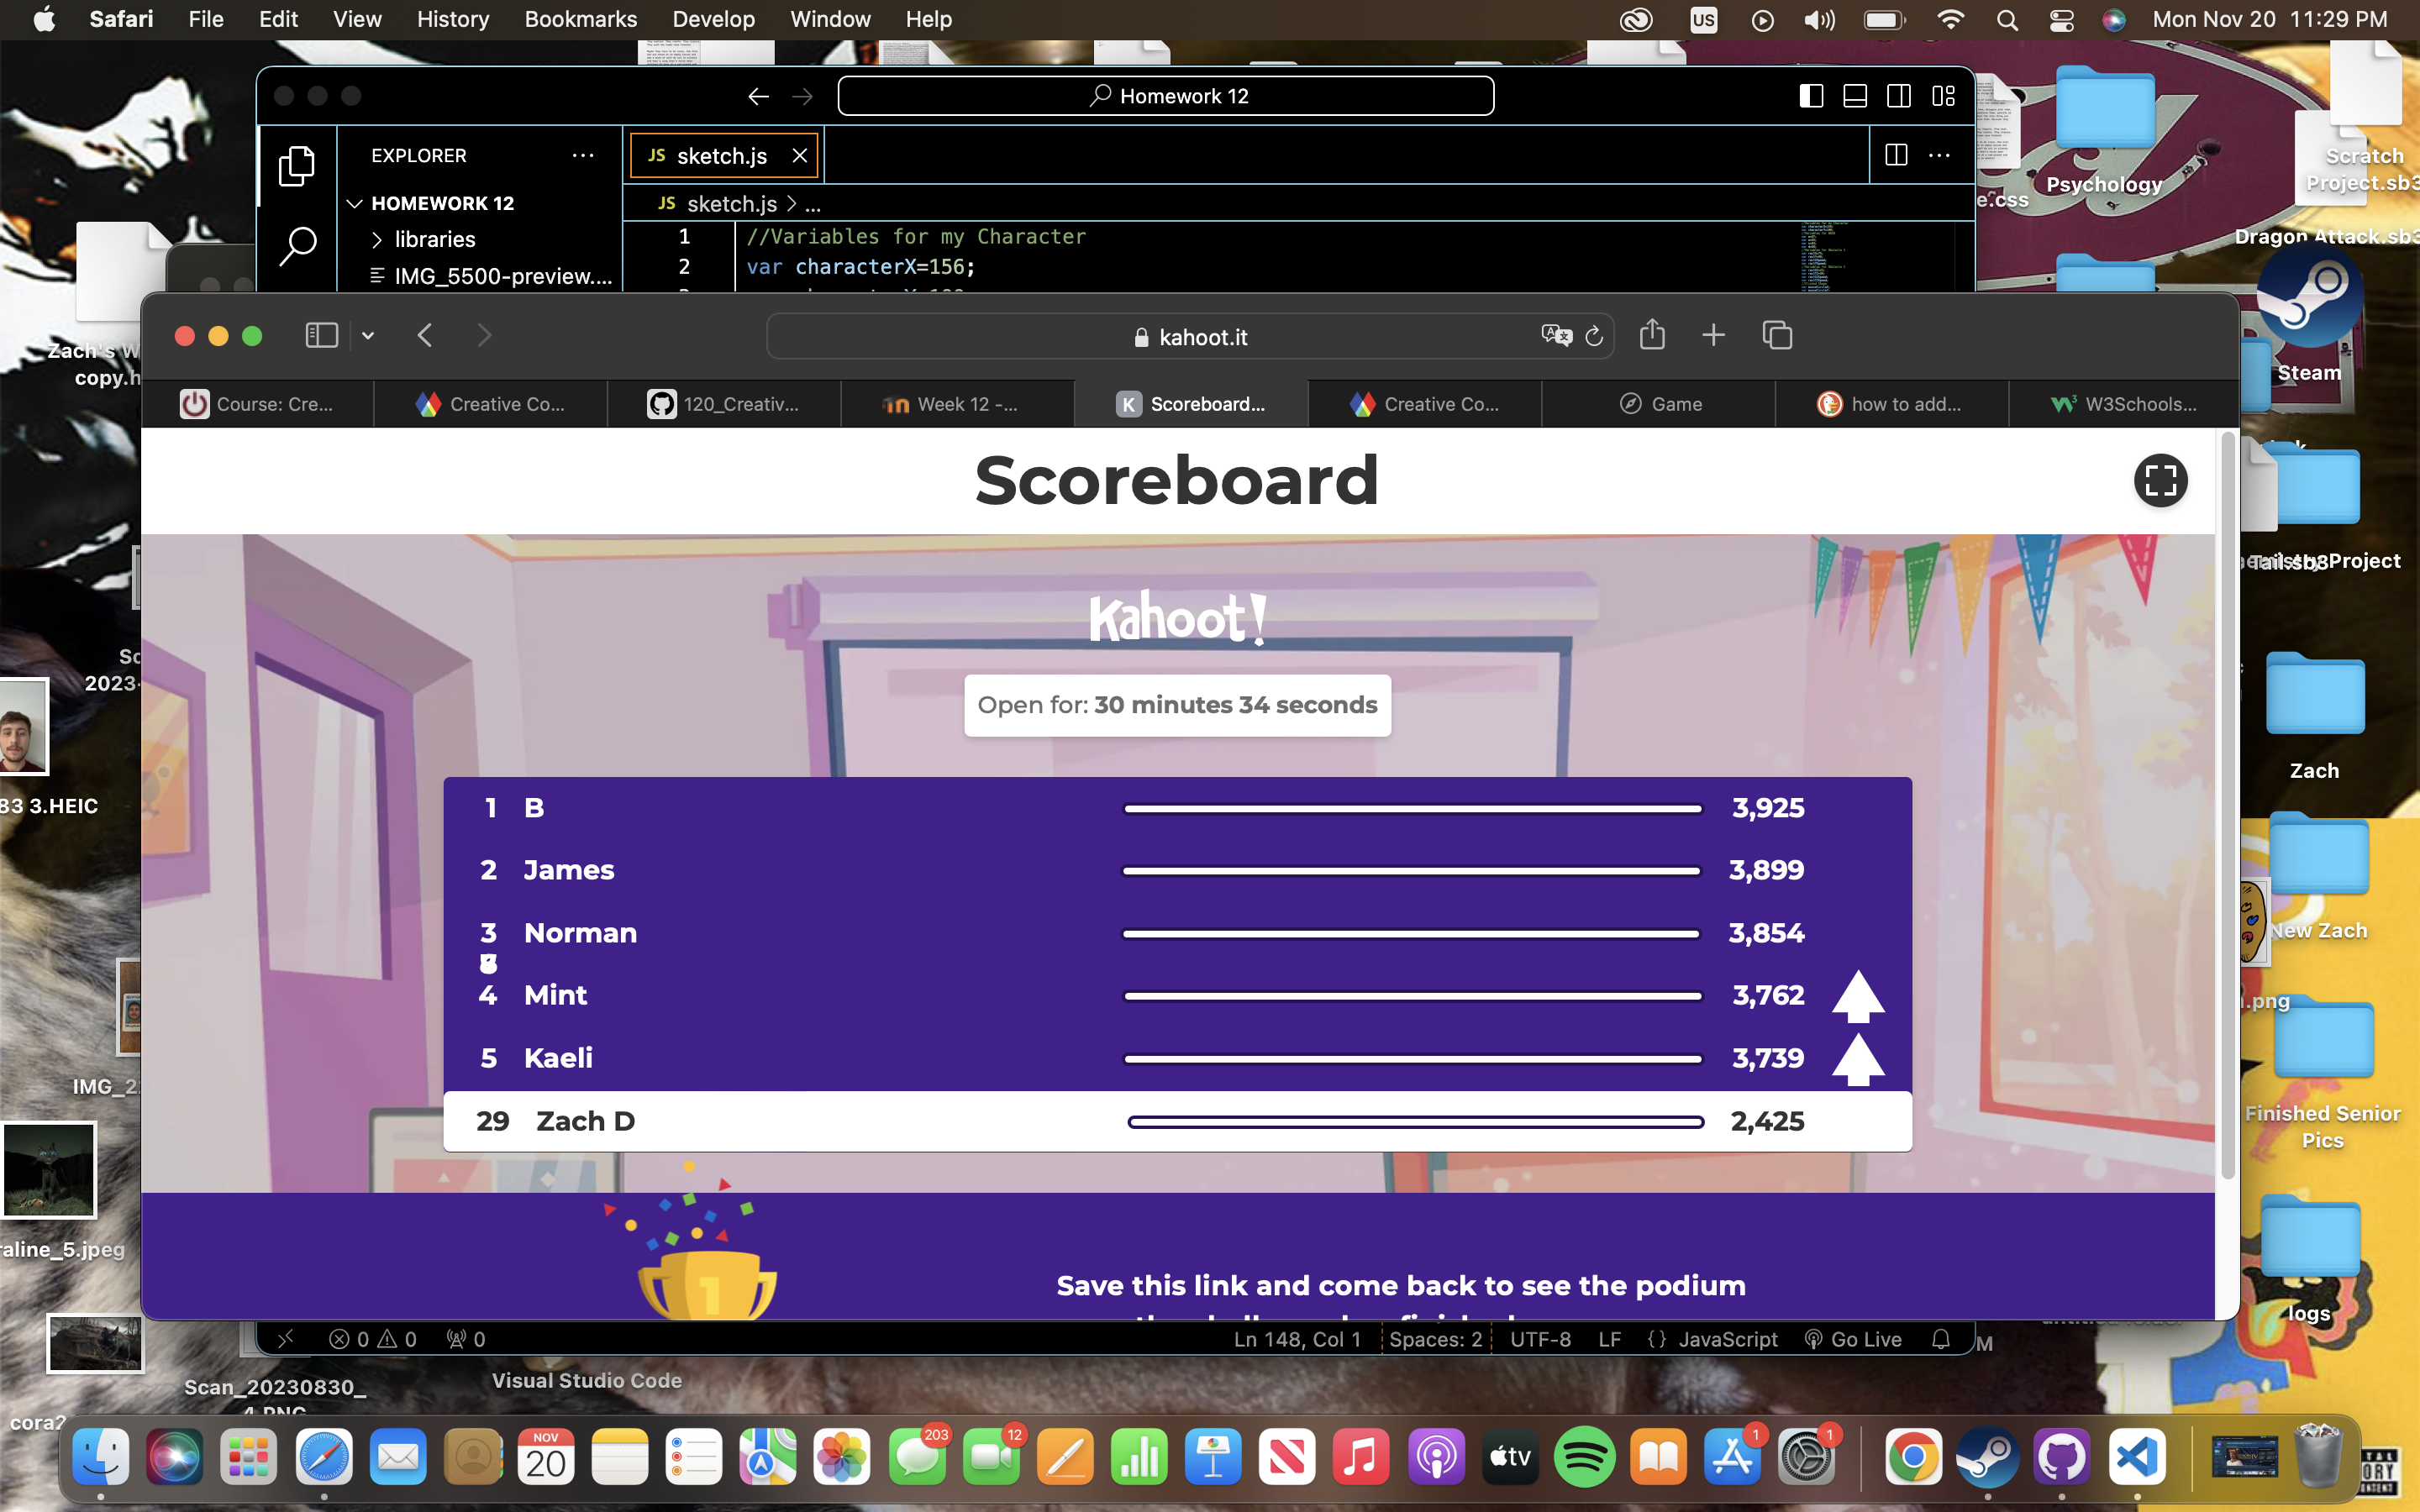 Safari File Edit View History Bookmarks Develop Window Help US Mon Nov 20 11:29 PM
Homework 12
EXPLORER ... JS sketch.js
HOMEWORK 12 JS sketch.js > ...
libraries
IMG_5500-preview....
1 //Variables for my Character
2 var characterX=156;
kahoot.it
Course: Cre... Creative Co... 120_Creativ... Week 12 -... K Scoreboard... Creative Co... Game how to add... W3Schools...
Scoreboard
Kahoot!
Open for: 30 minutes 34 seconds
1 B 3,925
2 James 3,899
3 Norman 3,854
4 Mint 3,762
5 Kaeli 3,739
29 Zach D 2,425
1
Save this link and come back to see the podium
0 0 0 Ln 148, Col 1 Spaces: 2 UTF-8 LF {} JavaScript Go Live
Zach's W
copy.h
2023-
83 3.HEIC
IMG_2
raline_5.jpeg
Scan_20230830_
4.PNG
cora2
Visual Studio Code
e.css
Psychology
Scratch
Project.sb3
Dragon Attack.sb3
Steam
Project
Zach
New Zach
n.png
Finished Senior
Pics
logs
NOV
20
203
12
tv
1
1